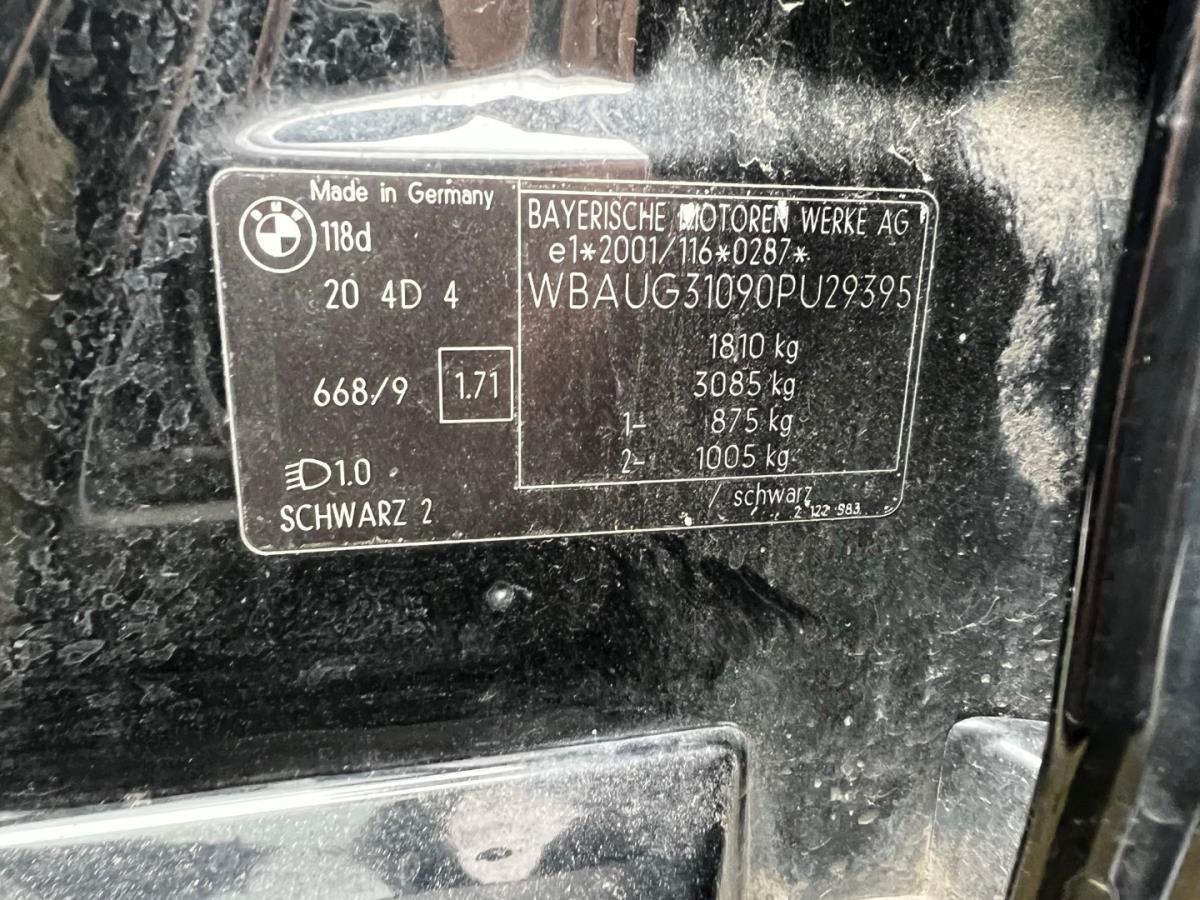 Made in Germany
BMW
118d
20 4D 4
668/9
1.71
1.0
SCHWARZ 2
BAYERISCHE MOTOREN WERKE AG
e1*2001/116*0287*
WBAUG31090PU29395
1810 kg
3085 kg
1- 875 kg
2- 1005 kg
/ schwarz
2 122 983